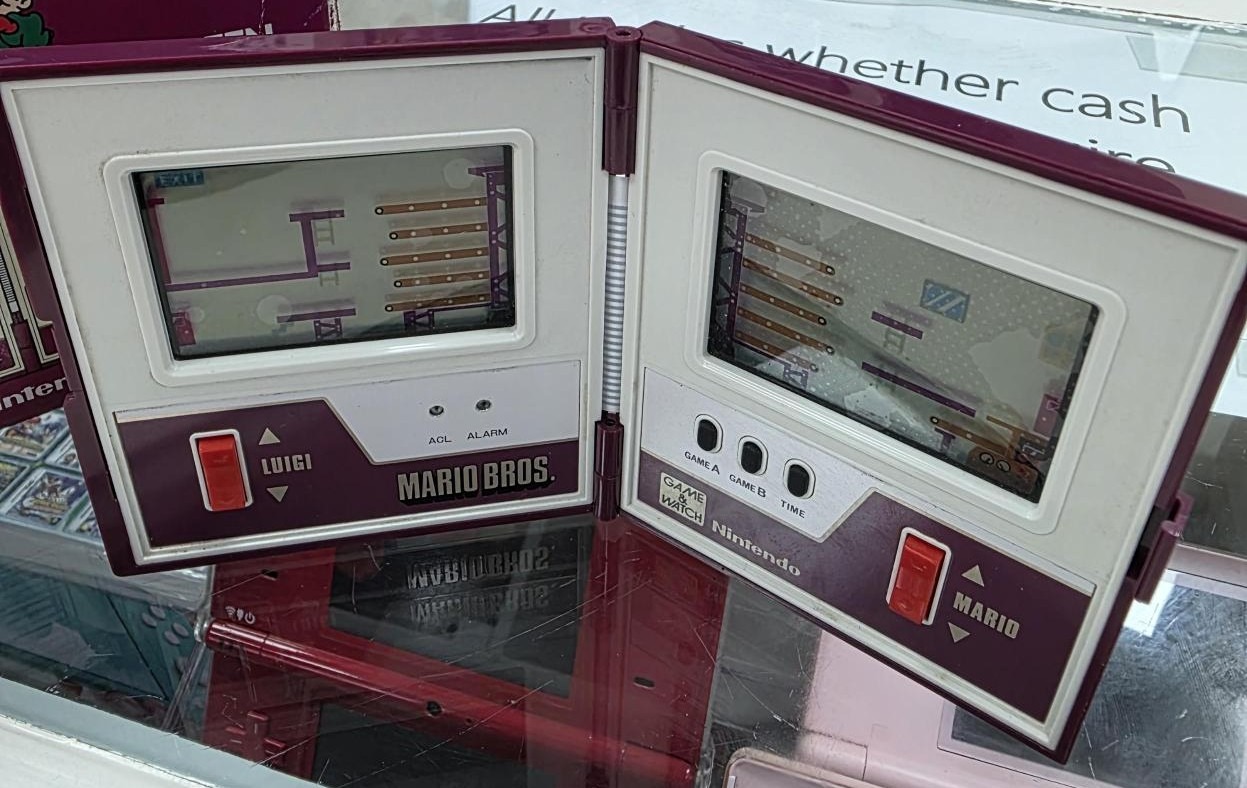 whether cash
EXIT
ACL ALARM
LUIGI
MARIO BROS.
GAME A
GAME B
TIME
GAME
&
WATCH
Nintendo
MARIO